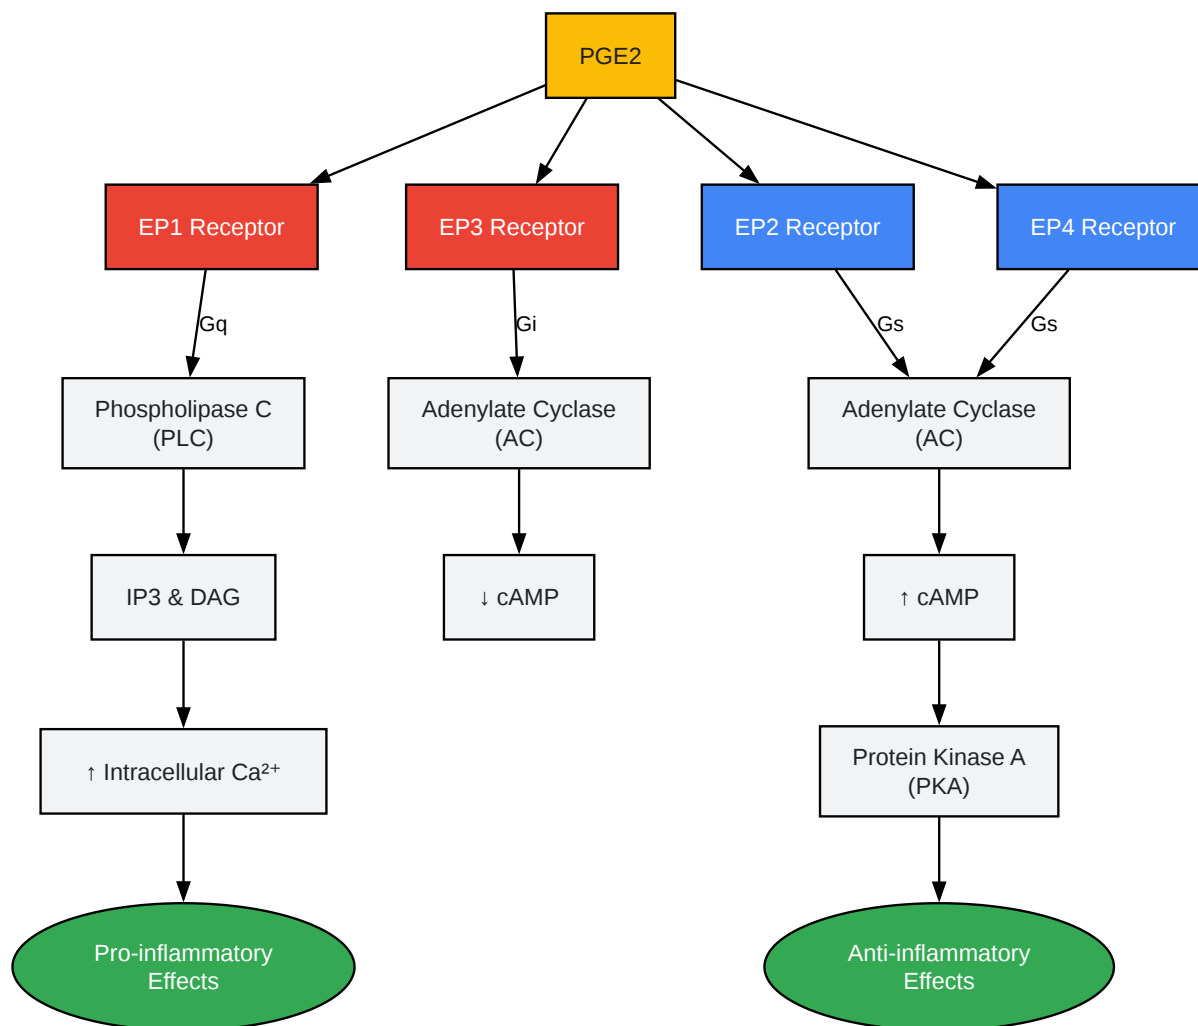 PGE2
EP1 Receptor
EP3 Receptor
EP2 Receptor
EP4 Receptor
Gq
Gi
Gs
Gs
Phospholipase C
(PLC)
Adenylate Cyclase
(AC)
Adenylate Cyclase
(AC)
IP3 & DAG
↓ cAMP
↑ cAMP
↑ Intracellular Ca²⁺
Protein Kinase A
(PKA)
Pro-inflammatory
Effects
Anti-inflammatory
Effects